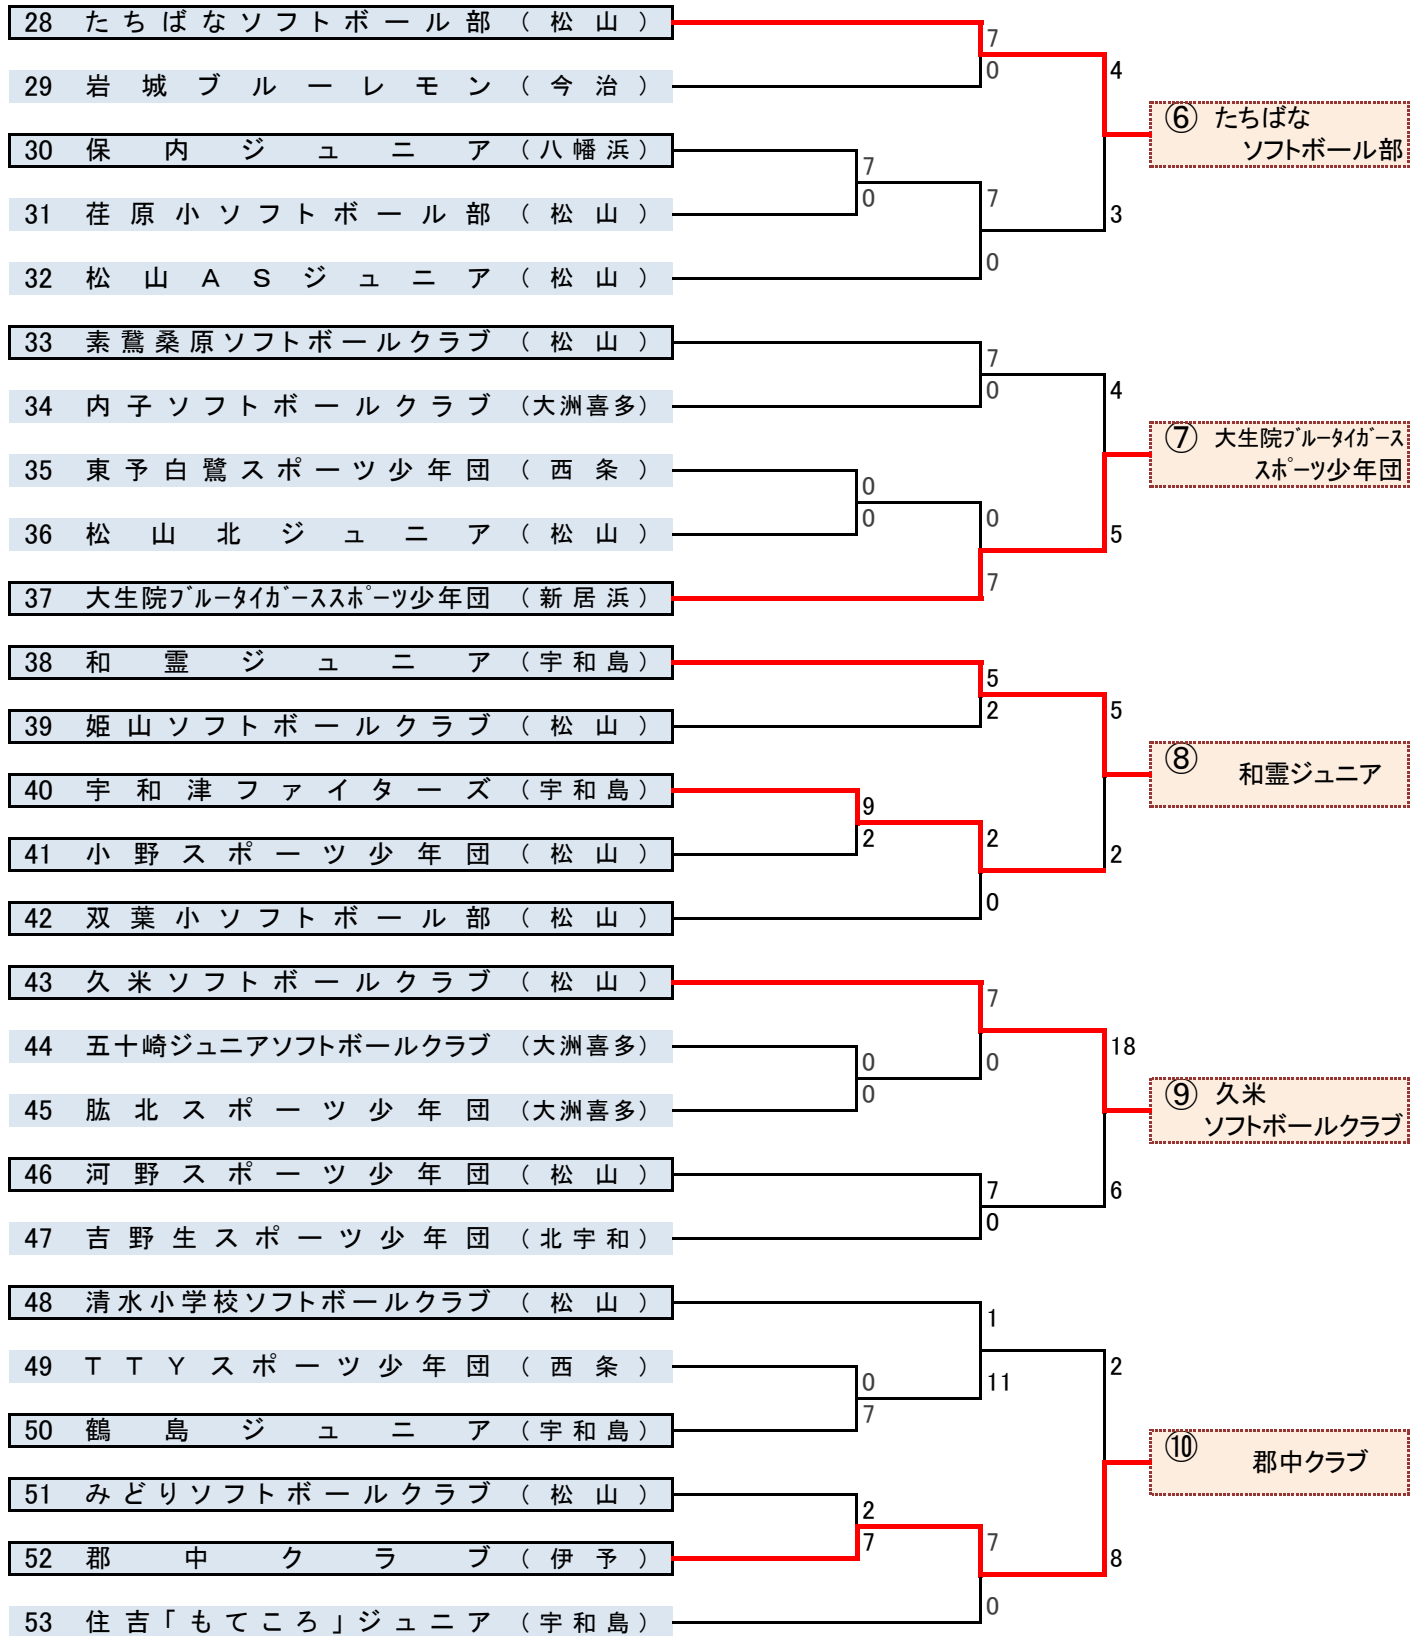 28 たちばなソフトボール部 (松山)
7
0
4
29 岩城ブルーレモン (今治)
⑥ たちばな
ソフトボール部
30 保内ジュニア (八幡浜)
7
0
7
3
31 荏原小ソフトボール部 (松山)
0
32 松山ASジュニア (松山)
33 素鵞桑原ソフトボールクラブ (松山)
7
0
4
34 内子ソフトボールクラブ (大洲喜多)
⑦ 大生院ブルータイガース
スポーツ少年団
35 東予白鷺スポーツ少年団 (西条)
0
0
0
5
36 松山北ジュニア (松山)
7
37 大生院ブルータイガーススポーツ少年団 (新居浜)
38 和霊ジュニア (宇和島)
5
2
5
39 姫山ソフトボールクラブ (松山)
⑧ 和霊ジュニア
40 宇和津ファイターズ (宇和島)
9
2
2
2
41 小野スポーツ少年団 (松山)
0
42 双葉小ソフトボール部 (松山)
43 久米ソフトボールクラブ (松山)
7
0
18
44 五十崎ジュニアソフトボールクラブ (大洲喜多)
0
0
45 肱北スポーツ少年団 (大洲喜多)
⑨ 久米
ソフトボールクラブ
46 河野スポーツ少年団 (松山)
7
0
6
47 吉野生スポーツ少年団 (北宇和)
48 清水小学校ソフトボールクラブ (松山)
1
11
2
49 TTYスポーツ少年団 (西条)
0
7
50 鶴島ジュニア (宇和島)
⑩ 郡中クラブ
51 みどりソフトボールクラブ (松山)
2
7
7
8
52 郡中クラブ (伊予)
0
53 住吉「もてころ」ジュニア (宇和島)